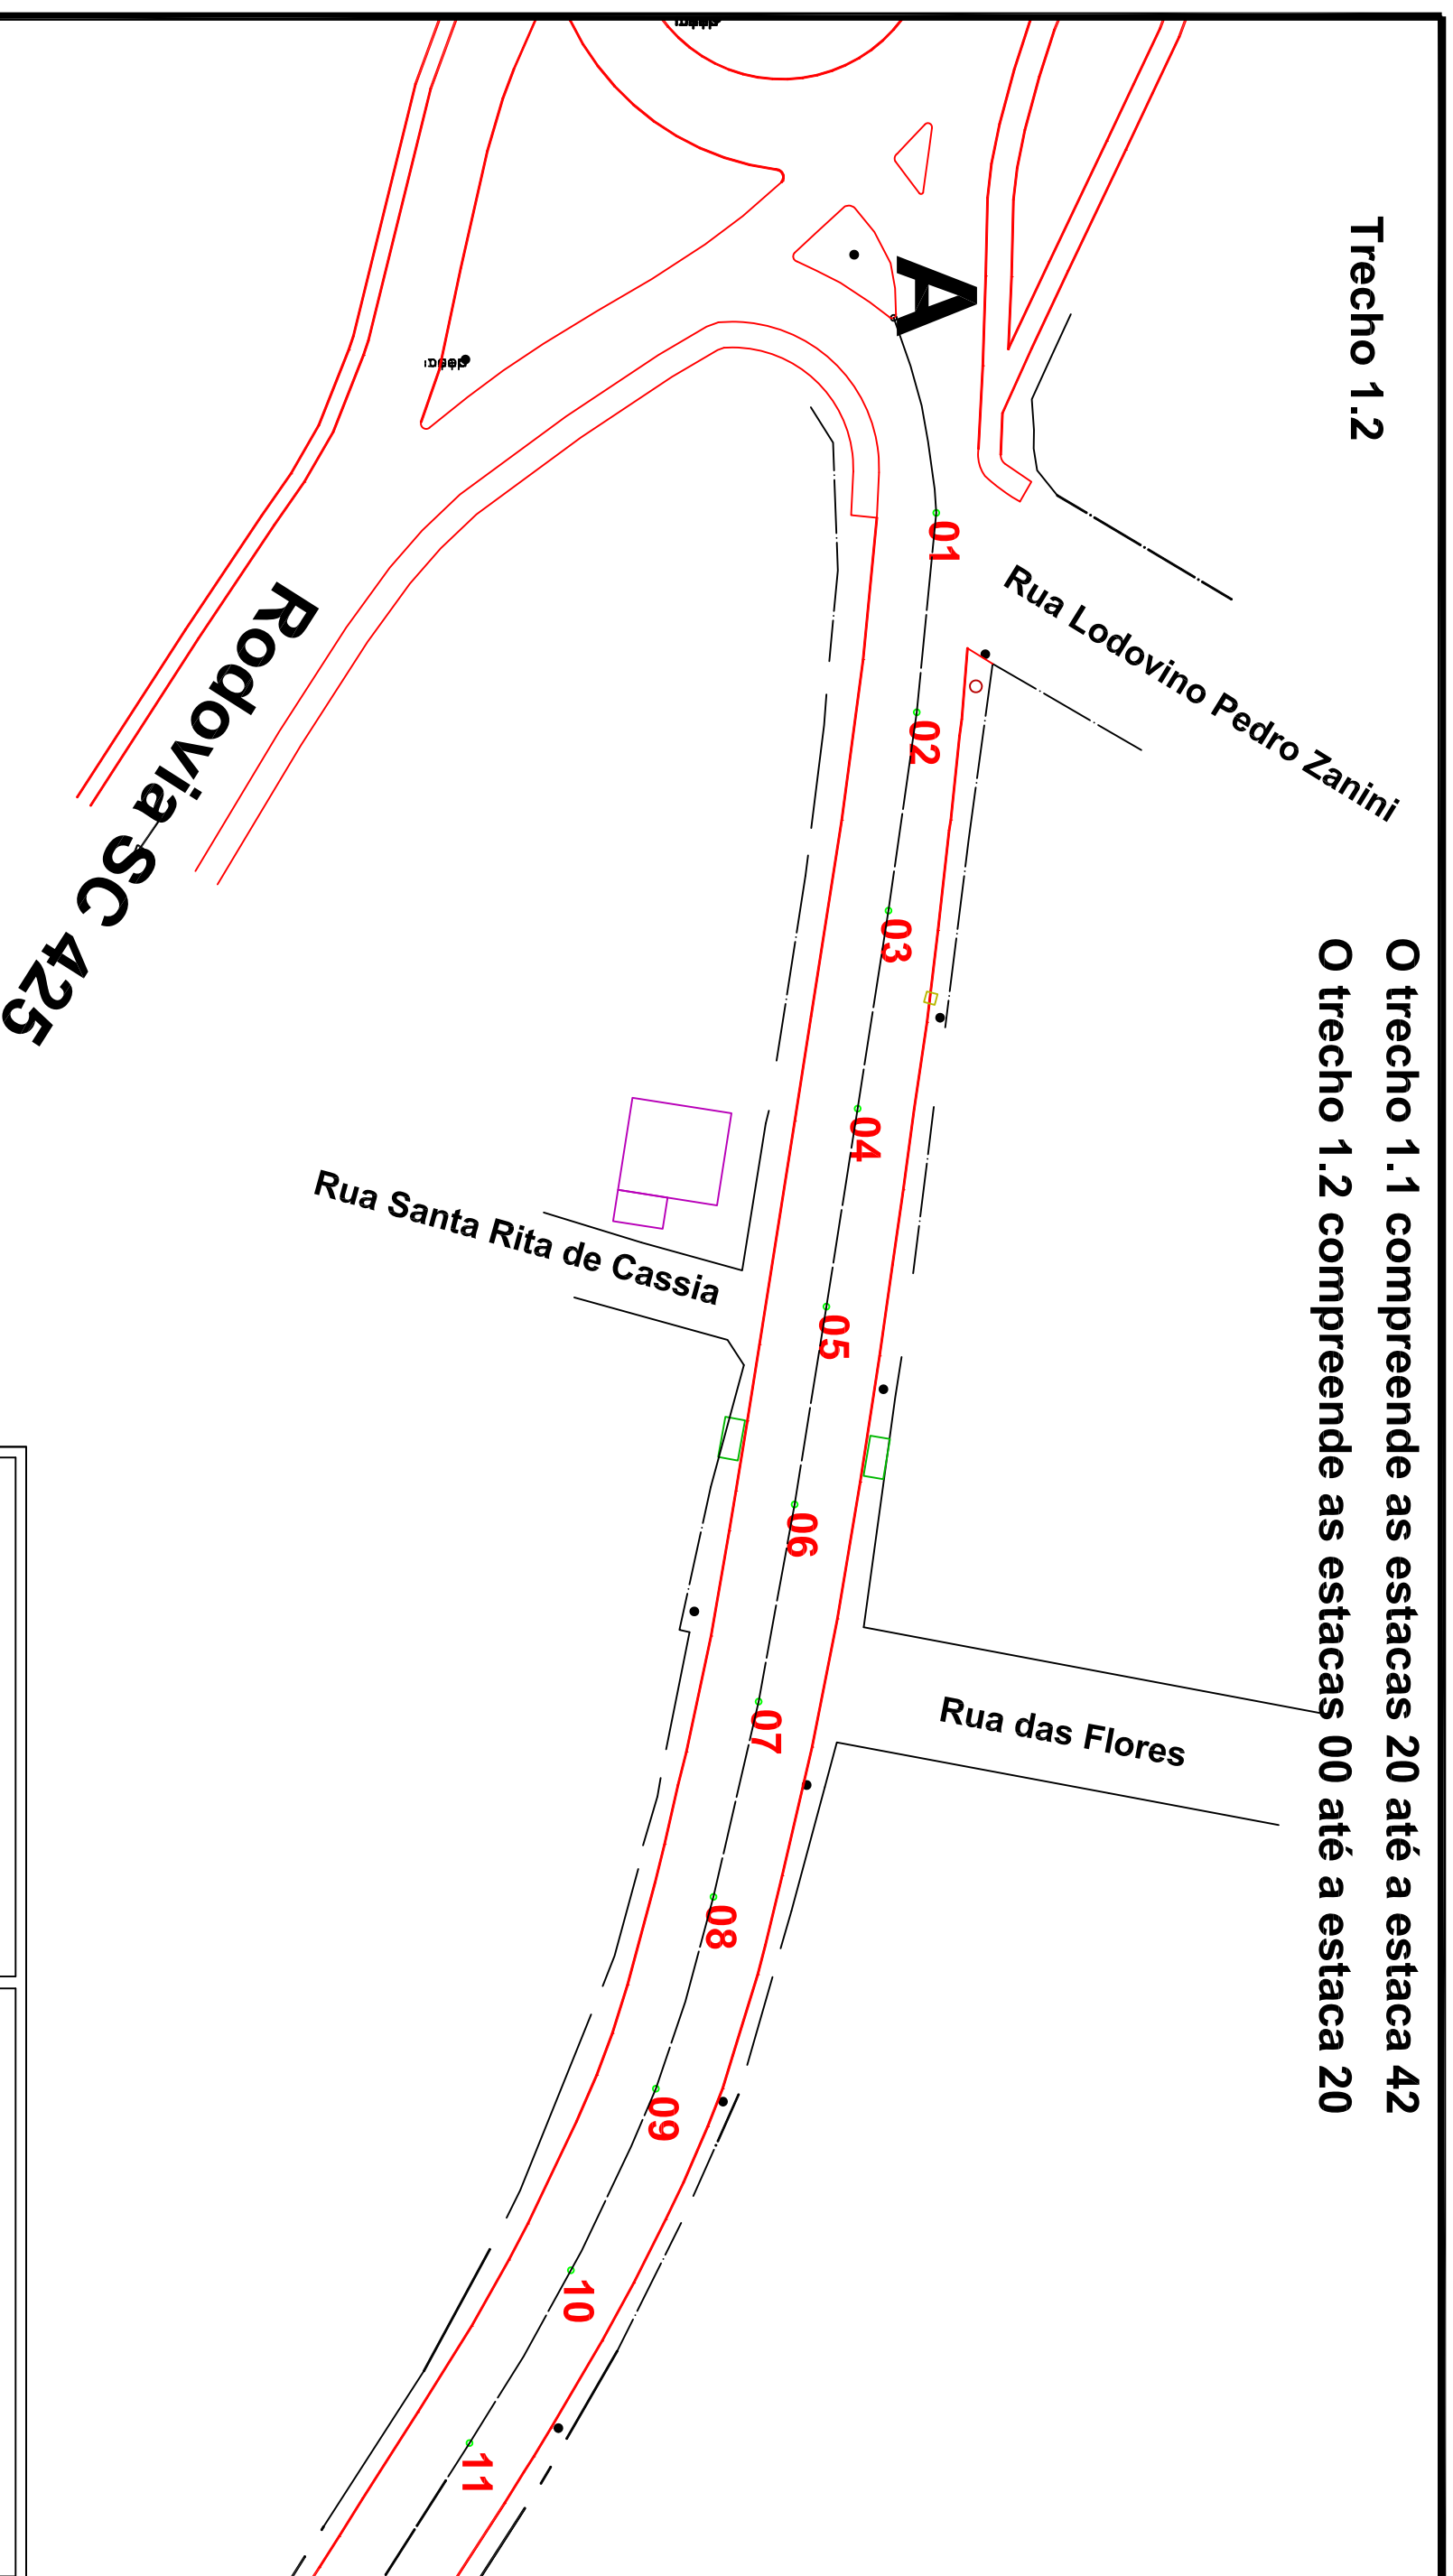 Trecho 1.2
O trecho 1.1 compreende as estacas 20 até a estaca 42
O trecho 1.2 compreende as estacas 00 até a estaca 20
A
Rua Lodovino Pedro Zanini
Rodovia SC 425
Rua Santa Rita de Cassia
Rua das Flores
01
02
03
04
05
06
07
08
09
10
11